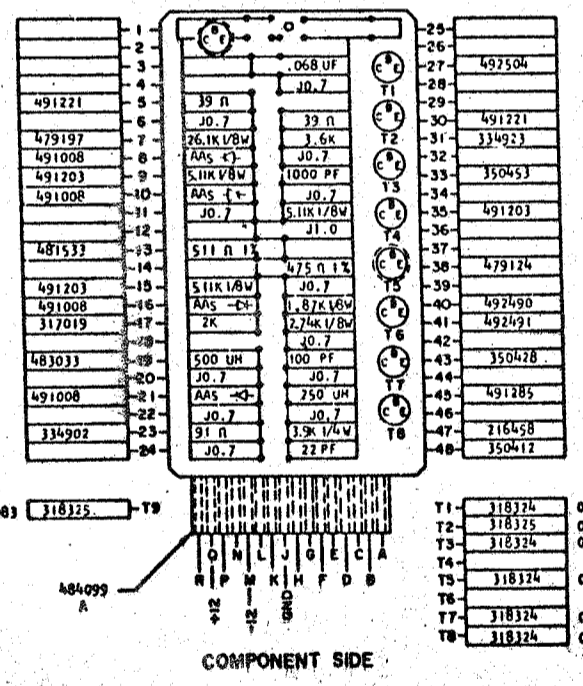 1 25
2 26
3 .068 UF 27 492504
4 J0.7 28
491221 5 39 Ω 29
6 J0.7 39 Ω 30 491221
479197 7 26.1K 1/8W 3.6K 31 334923
491008 8 AAS J0.7 32
491203 9 5.11K 1/8W 1000 PF 33 350453
491008 10 AAS J0.7 34
11 J0.7 5.11K 1/8W 35 491203
12 J1.0 36
481533 13 511 Ω 1% 37
14 475 Ω 1% 38 479124
491203 15 5.11K 1/8W J0.7 39
491008 16 AAS 1.87K 1/8W 40 492490
317019 17 2K 2.74K 1/8W 41 492491
18 J0.7 42
483033 19 500 UH 100 PF 43 350428
20 J0.7 J0.7 44
491008 21 AAS 250 UH 45 491285
22 J0.7 J0.7 46
334902 23 91 Ω 3.9K 1/4W 47 216458
24 J0.7 22 PF 48 350412
C B E
C B E T1
C B E T2
C B E T3
C B E T4
C B E T5
C B E T6
C B E T7
C B E T8
83 318325 T9
T1 318324
T2 318325
T3 318324
T4
T5 318324
T6
T7 318324
T8 318324
484099
A
R Q P N M L K J H G F E D C B A
+12 -12 GND
COMPONENT SIDE